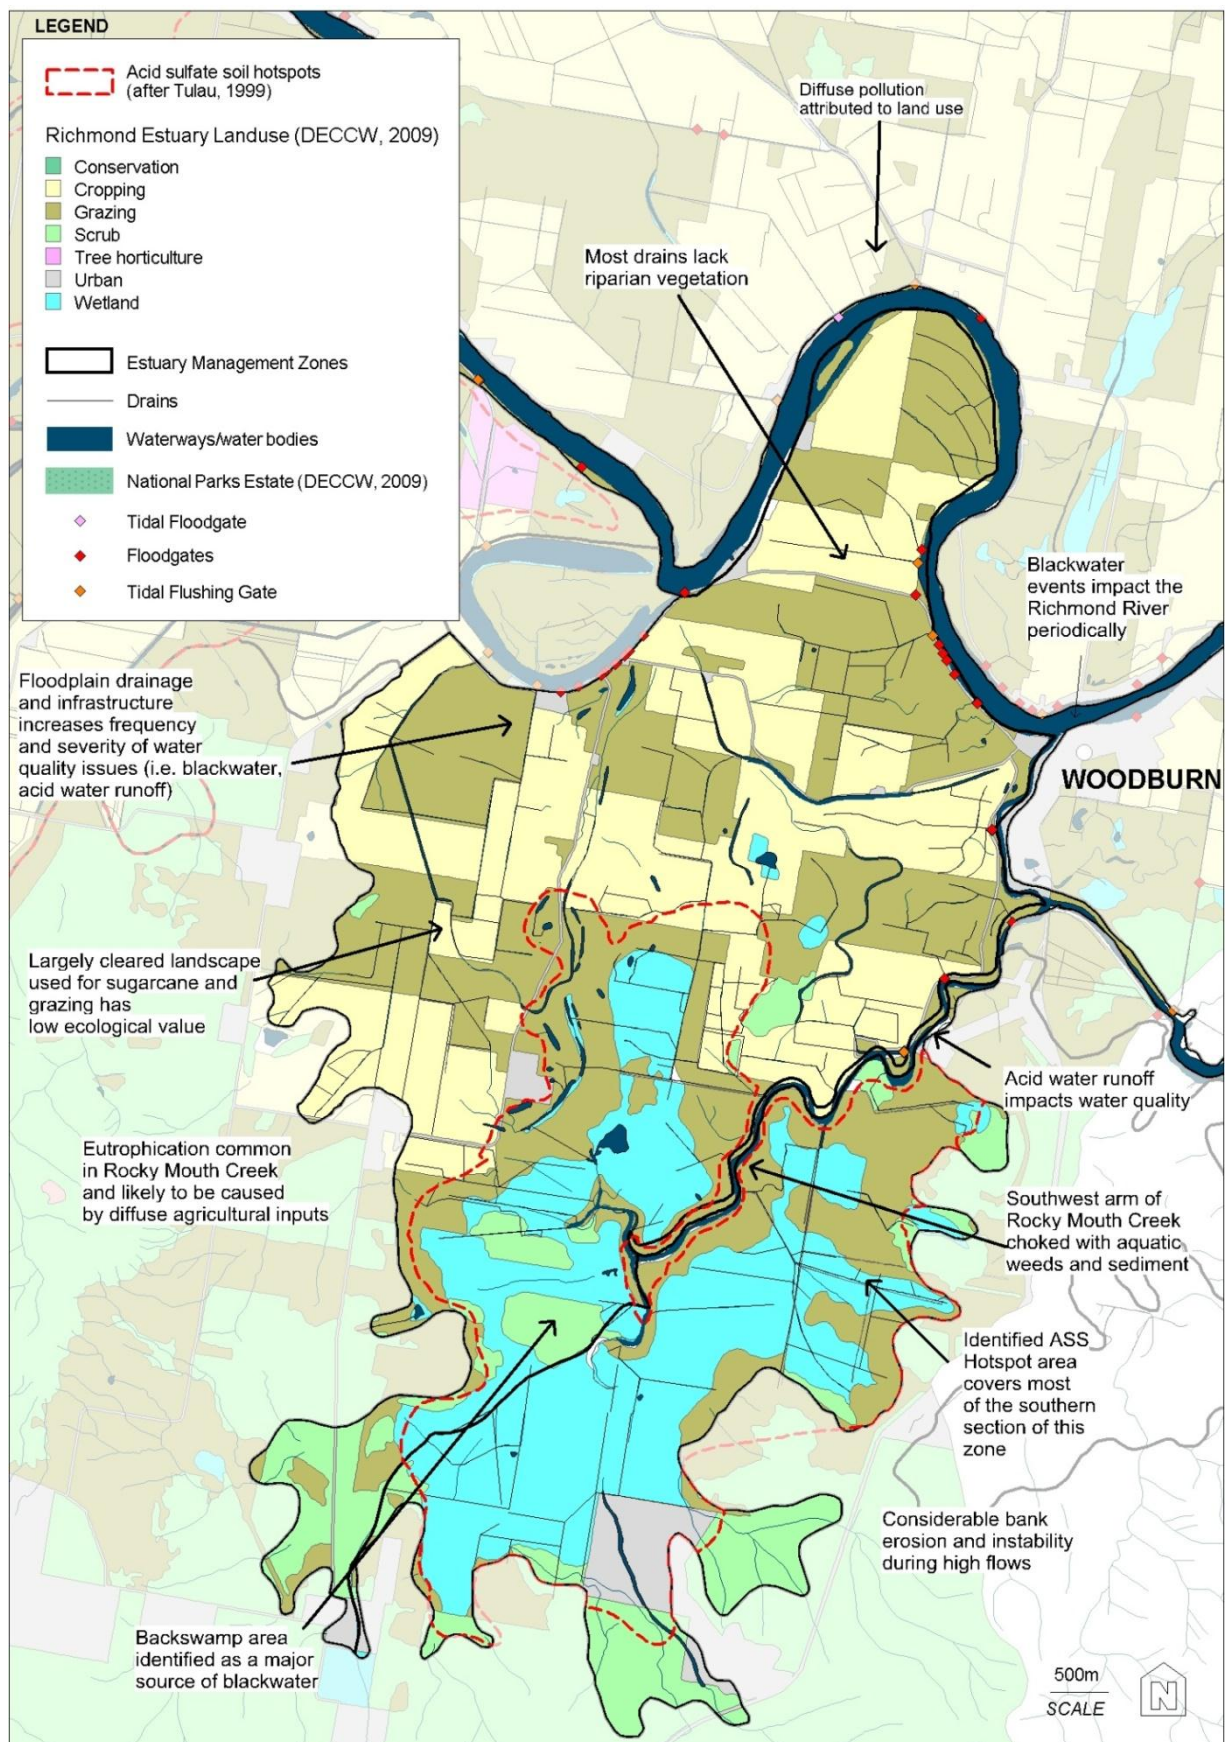 LEGEND
Acid sulfate soil hotspots
(after Tulau, 1999)
Richmond Estuary Landuse (DECCW, 2009)
Conservation
Cropping
Grazing
Scrub
Tree horticulture
Urban
Wetland
Estuary Management Zones
Drains
Waterways/water bodies
National Parks Estate (DECCW, 2009)
Tidal Floodgate
Floodgates
Tidal Flushing Gate
Diffuse pollution
attributed to land use
Most drains lack
riparian vegetation
Blackwater
events impact the
Richmond River
periodically
Floodplain drainage
and infrastructure
increases frequency
and severity of water
quality issues (i.e. blackwater,
acid water runoff)
WOODBURN
Largely cleared landscape
used for sugarcane and
grazing has
low ecological value
Acid water runoff
impacts water quality
Eutrophication common
in Rocky Mouth Creek
and likely to be caused
by diffuse agricultural inputs
Southwest arm of
Rocky Mouth Creek
choked with aquatic
weeds and sediment
Identified ASS
Hotspot area
covers most
of the southern
section of this
zone
Considerable bank
erosion and instability
during high flows
Backswamp area
identified as a major
source of blackwater
500m
SCALE
N